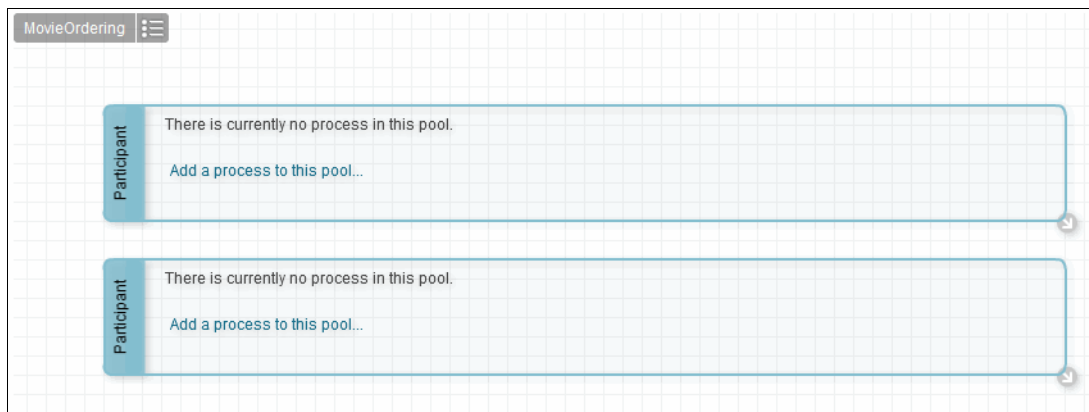 MovieOrdering
Participant
There is currently no process in this pool.
Add a process to this pool...
Participant
There is currently no process in this pool.
Add a process to this pool...